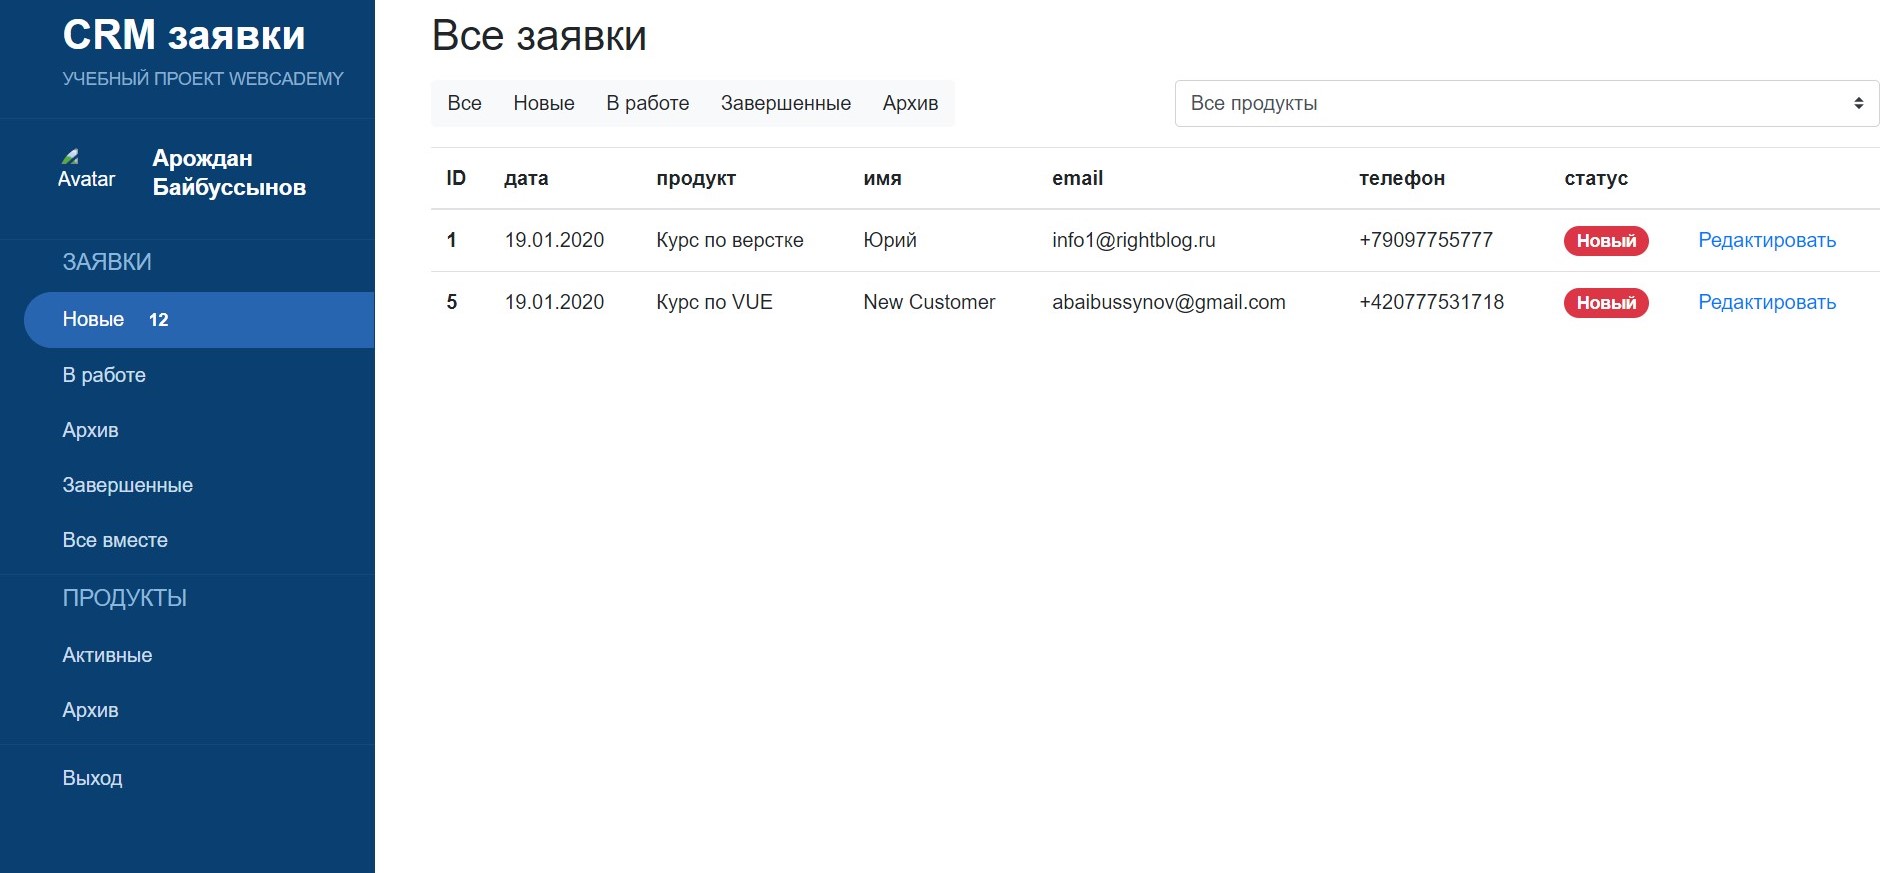 CRM заявки
УЧЕБНЫЙ ПРОЕКТ WEBCADEMY
Avatar
Арождан
Байбуссынов
ЗАЯВКИ
Новые 12
В работе
Архив
Завершенные
Все вместе
ПРОДУКТЫ
Активные
Архив
Выход
Все заявки
Все Новые В работе Завершенные Архив
Все продукты
ID дата продукт имя email телефон статус
1 19.01.2020 Курс по верстке Юрий info1@rightblog.ru +79097755777 Новый Редактировать
5 19.01.2020 Курс по VUE New Customer abaibussynov@gmail.com +420777531718 Новый Редактировать